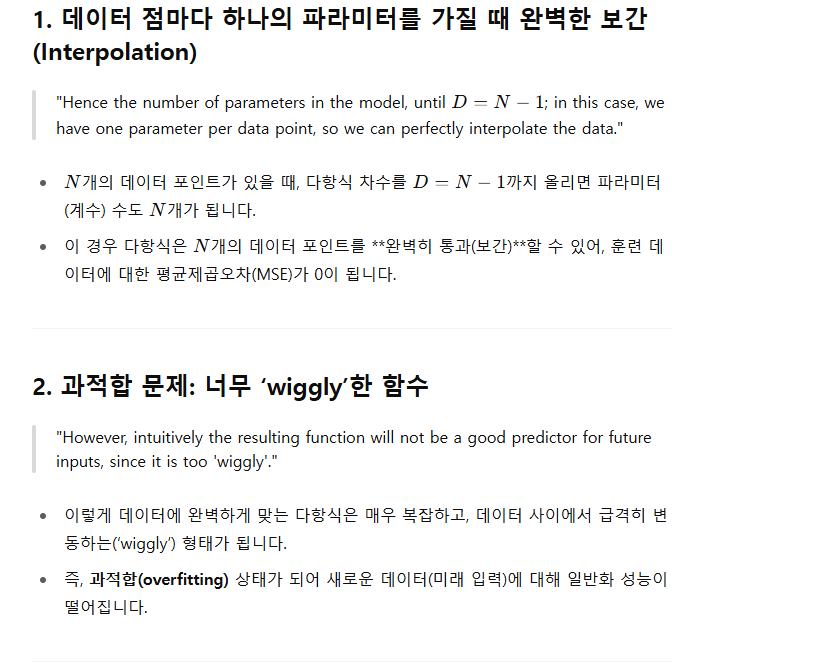 1. 데이터 점마다 하나의 파라미터를 가질 때 완벽한 보간
(Interpolation)
"Hence the number of parameters in the model, until D = N − 1; in this case, we
have one parameter per data point, so we can perfectly interpolate the data."
• N개의 데이터 포인트가 있을 때, 다항식 차수를 D = N − 1까지 올리면 파라미터
(계수) 수도 N개가 됩니다.
• 이 경우 다항식은 N개의 데이터 포인트를 **완벽히 통과(보간)**할 수 있어, 훈련 데
이터에 대한 평균제곱오차(MSE)가 0이 됩니다.
2. 과적합 문제: 너무 ‘wiggly’한 함수
"However, intuitively the resulting function will not be a good predictor for future
inputs, since it is too 'wiggly'."
• 이렇게 데이터에 완벽하게 맞는 다항식은 매우 복잡하고, 데이터 사이에서 급격히 변
동하는(‘wiggly’) 형태가 됩니다.
• 즉, 과적합(overfitting) 상태가 되어 새로운 데이터(미래 입력)에 대해 일반화 성능이
떨어집니다.